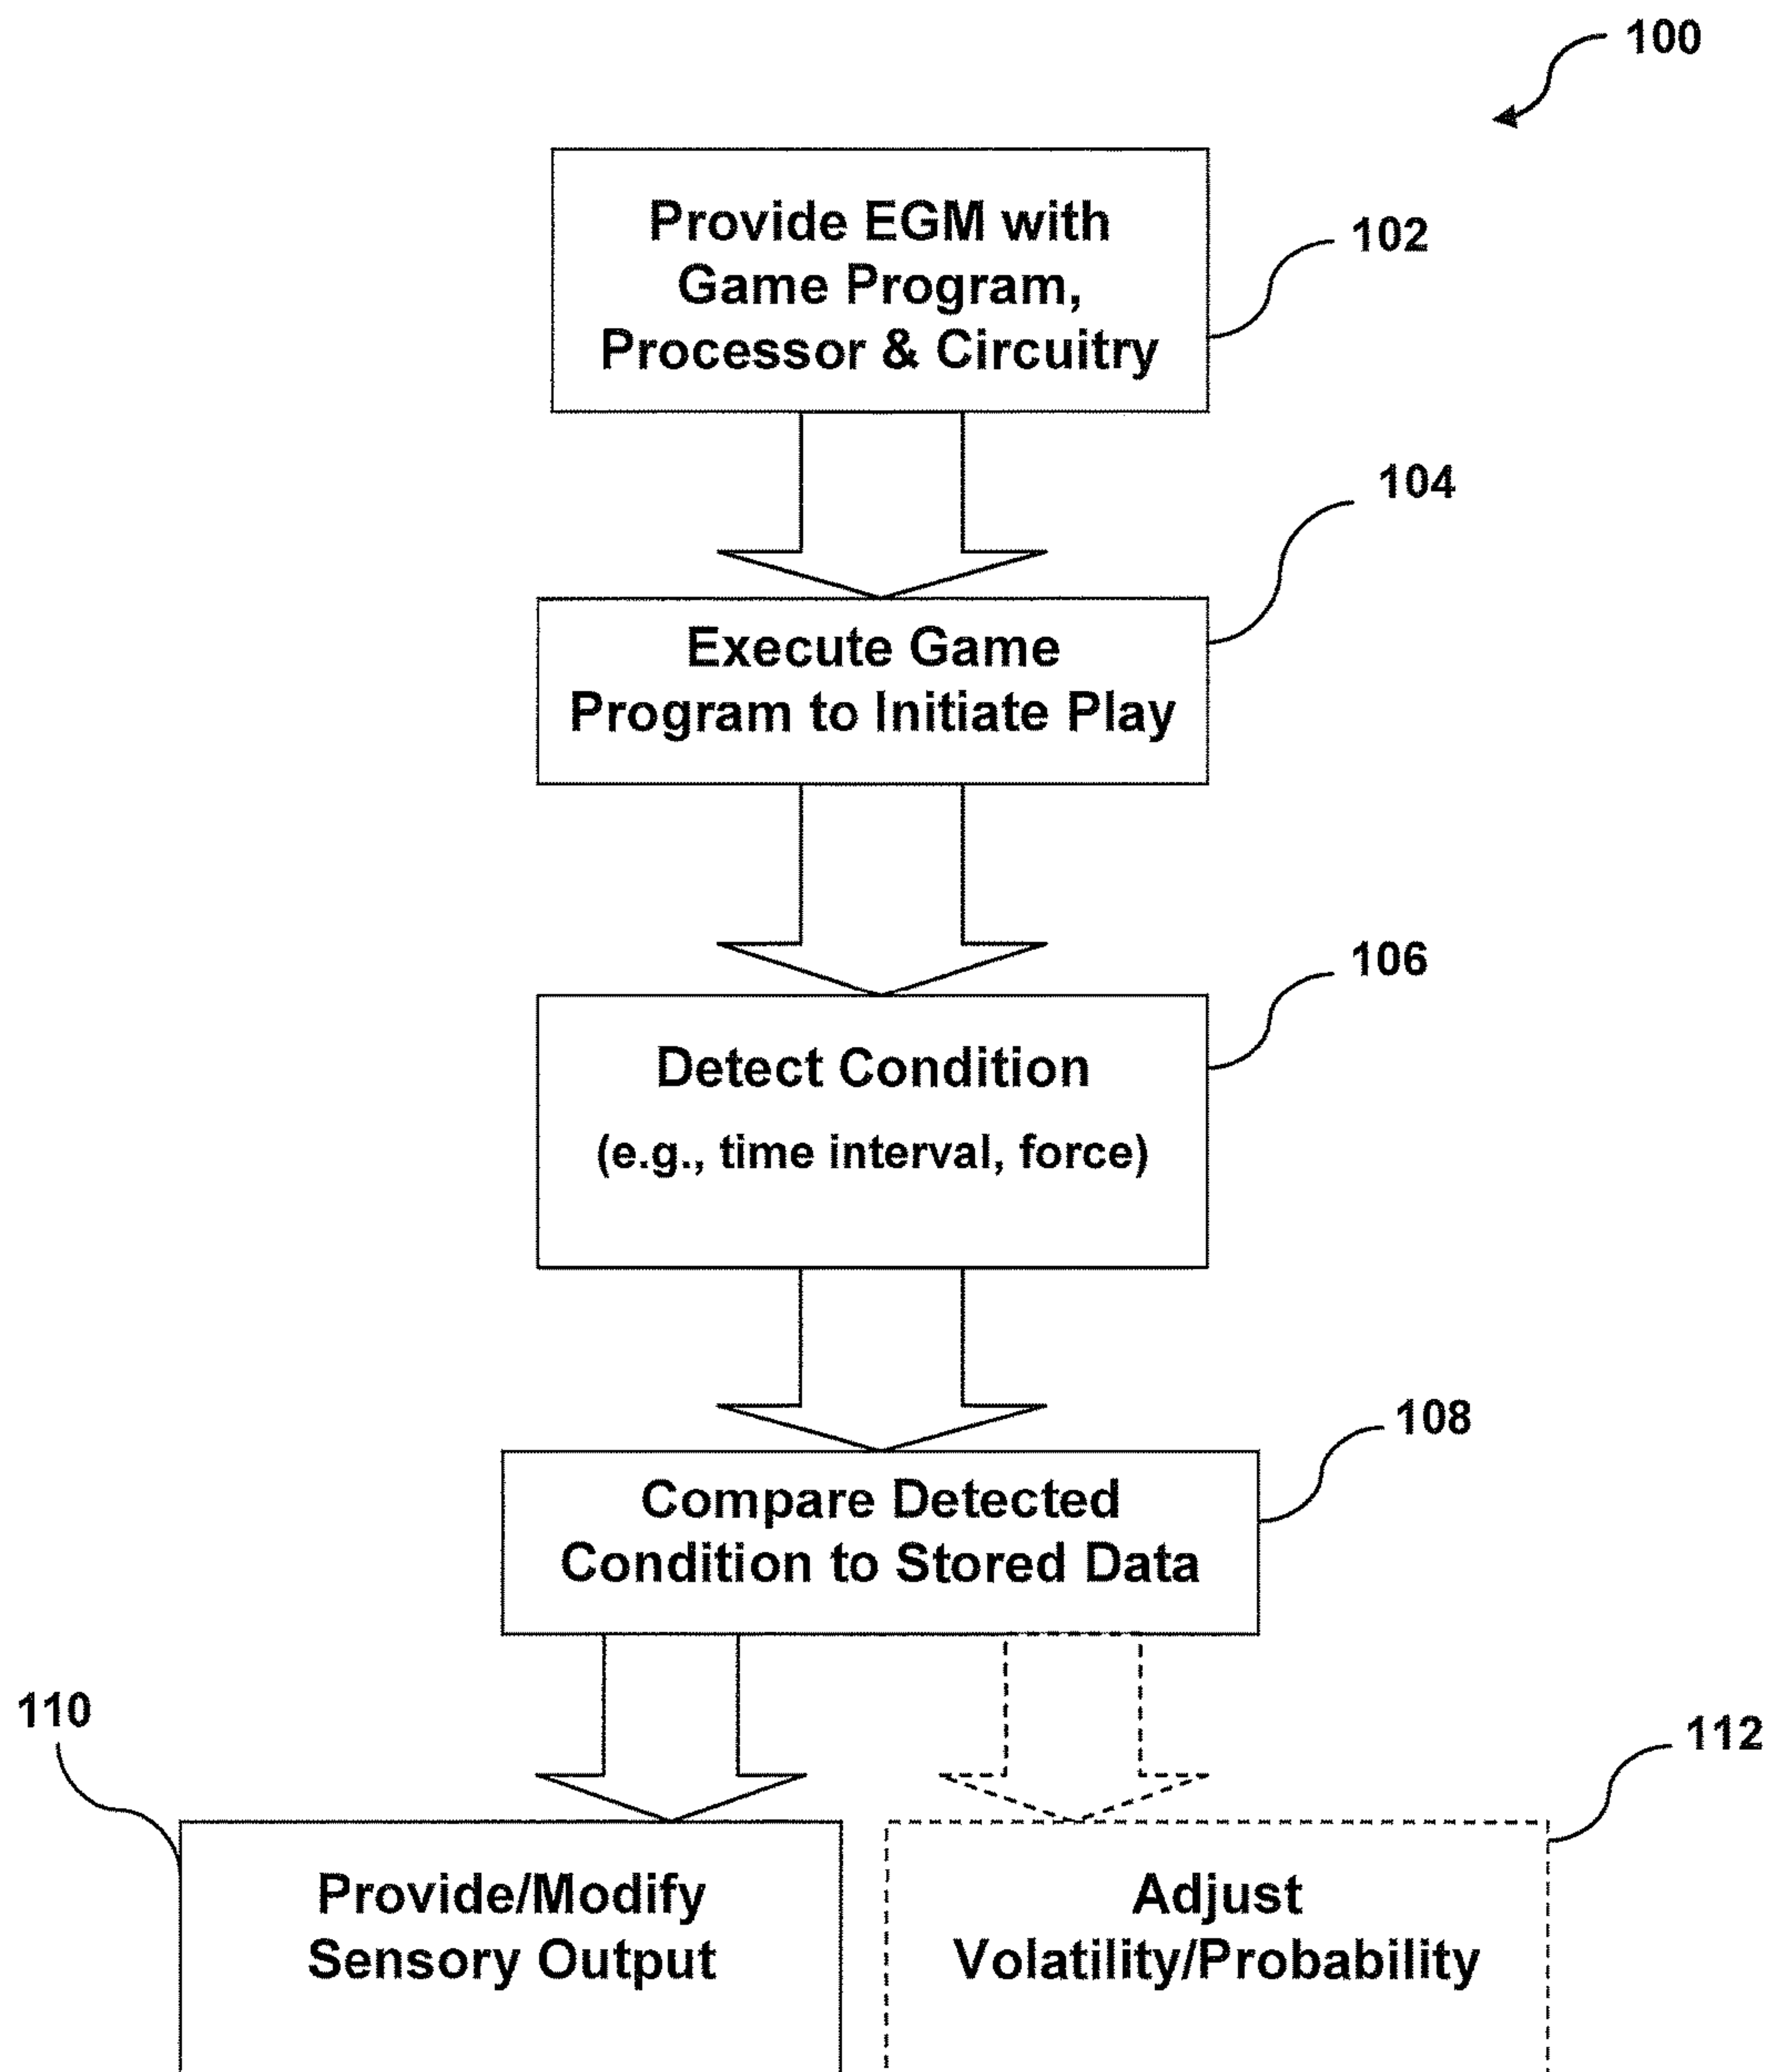 100
Provide EGM with
Game Program,
Processor & Circuitry
102
104
Execute Game
Program to Initiate Play
106
Detect Condition
(e.g., time interval, force)
108
Compare Detected
Condition to Stored Data
110
112
Provide/Modify
Sensory Output
Adjust
Volatility/Probability